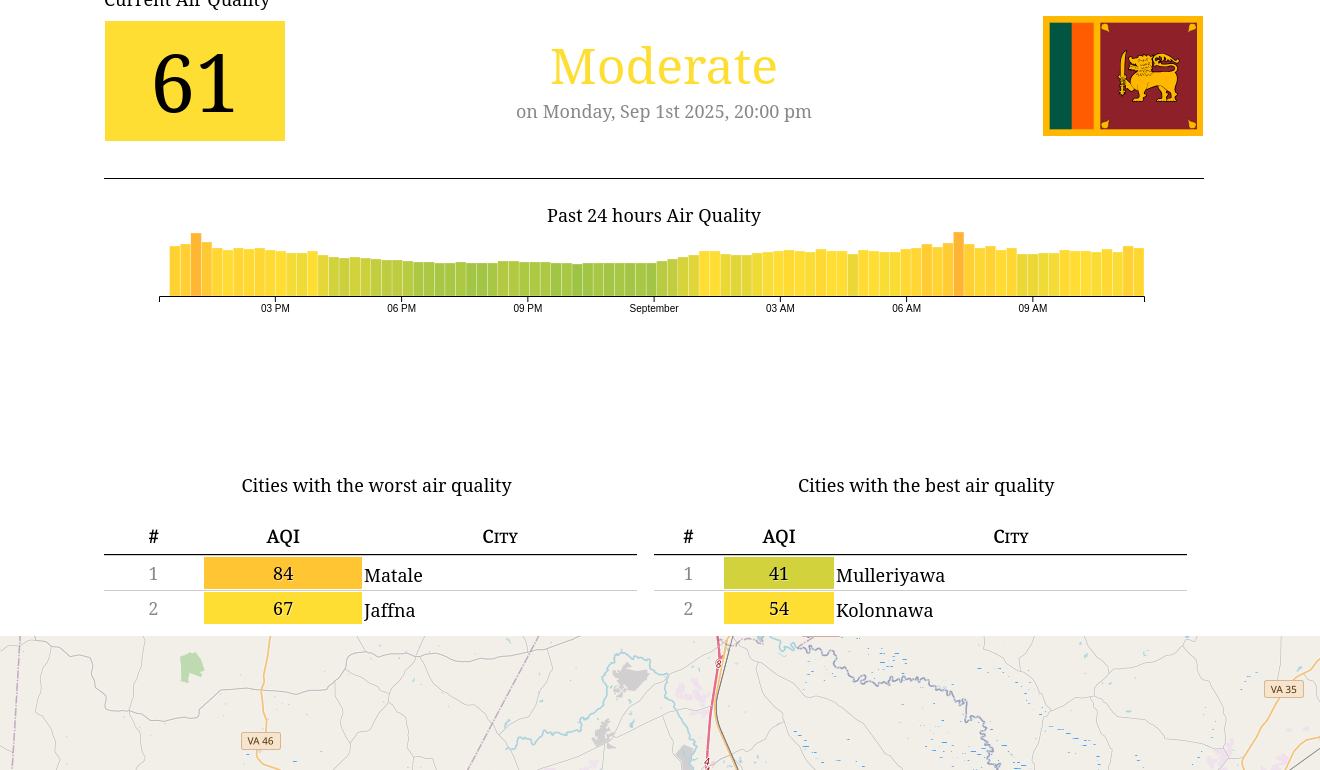 Current Air Quality
61
Moderate
on Monday, Sep 1st 2025, 20:00 pm
Past 24 hours Air Quality
03 PM 06 PM 09 PM September 03 AM 06 AM 09 AM
Cities with the worst air quality
# AQI City
1 84 Matale
2 67 Jaffna
Cities with the best air quality
# AQI City
1 41 Mulleriyawa
2 54 Kolonnawa
VA 35
VA 46